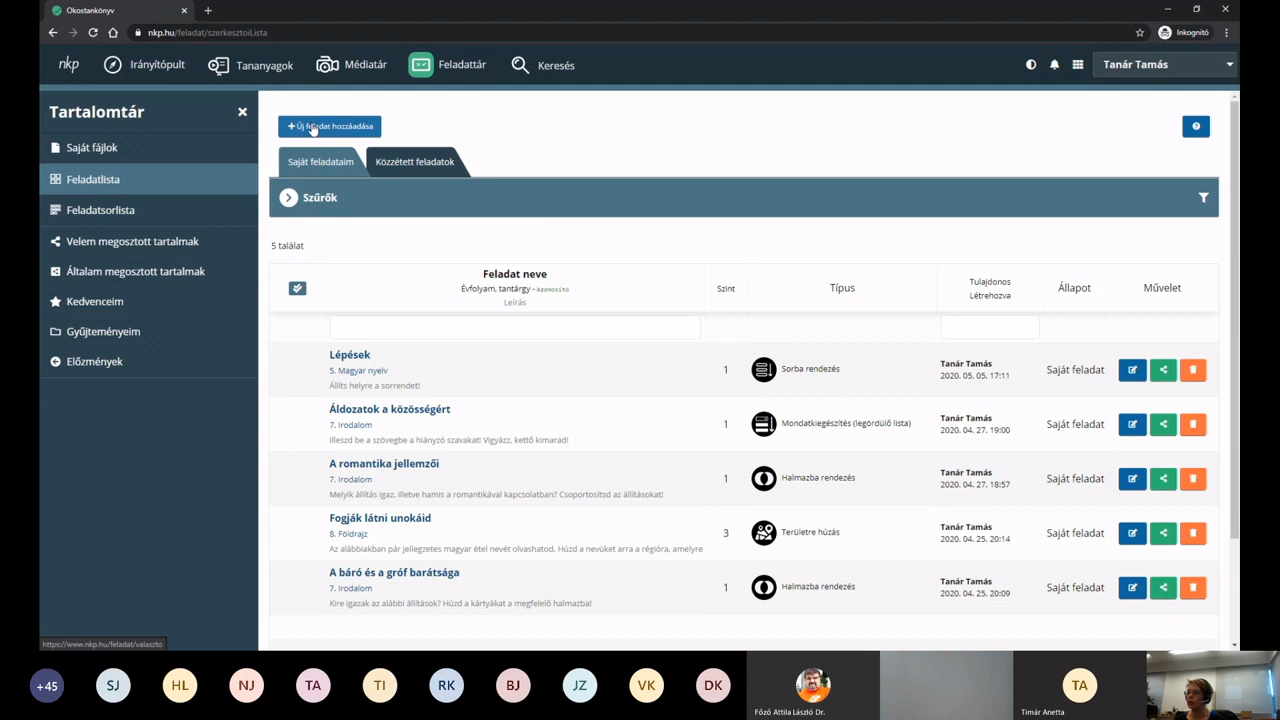 Okostankönyv
nkp.hu/feladat/szerkesztoiLista
Inkognitó
nkp
Irányítópult
Tananyagok
Médiatár
Feladattár
Keresés
Tanár Tamás
Tartalomtár
Saját fájlok
Feladatlista
Feladatsorlista
Velem megosztott tartalmak
Általam megosztott tartalmak
Kedvenceim
Gyűjteményeim
Előzmények
+ Új feladat hozzáadása
Saját feladataim
Közzétett feladatok
Szűrők
5 találat
Feladat neve
Évfolyam, tantárgy - Azonosító
Leírás
Szint
Típus
Tulajdonos
Létrehozva
Állapot
Művelet
Lépések
5. Magyar nyelv
Állíts helyre a sorrendet!
1
Sorba rendezés
Tanár Tamás
2020. 05. 05. 17:11
Saját feladat
Áldozatok a közösségért
7. Irodalom
Illeszd be a szövegbe a hiányzó szavakat! Vigyázz, kettő kimarad!
1
Mondatkiegészítés (legördülő lista)
Tanár Tamás
2020. 04. 27. 19:00
Saját feladat
A romantika jellemzői
7. Irodalom
Melyik állítás igaz, illetve hamis a romantikával kapcsolatban? Csoportosítsd az állításokat!
1
Halmazba rendezés
Tanár Tamás
2020. 04. 27. 18:57
Saját feladat
Fogják látni unokáid
8. Földrajz
Az alábbiakban pár jellegzetes magyar étel nevét olvashatod. Húzd a nevüket arra a régióra, amelyre
3
Területre húzás
Tanár Tamás
2020. 04. 25. 20:14
Saját feladat
A báró és a gróf barátsága
7. Irodalom
Kire igazak az alábbi állítások? Húzd a kártyákat a megfelelő halmazba!
1
Halmazba rendezés
Tanár Tamás
2020. 04. 25. 20:09
Saját feladat
https://www.nkp.hu/feladat/valaszto
+45
SJ
HL
NJ
TA
TI
RK
BJ
JZ
VK
DK
TA
Főző Attila László Dr.
Tímár Anetta